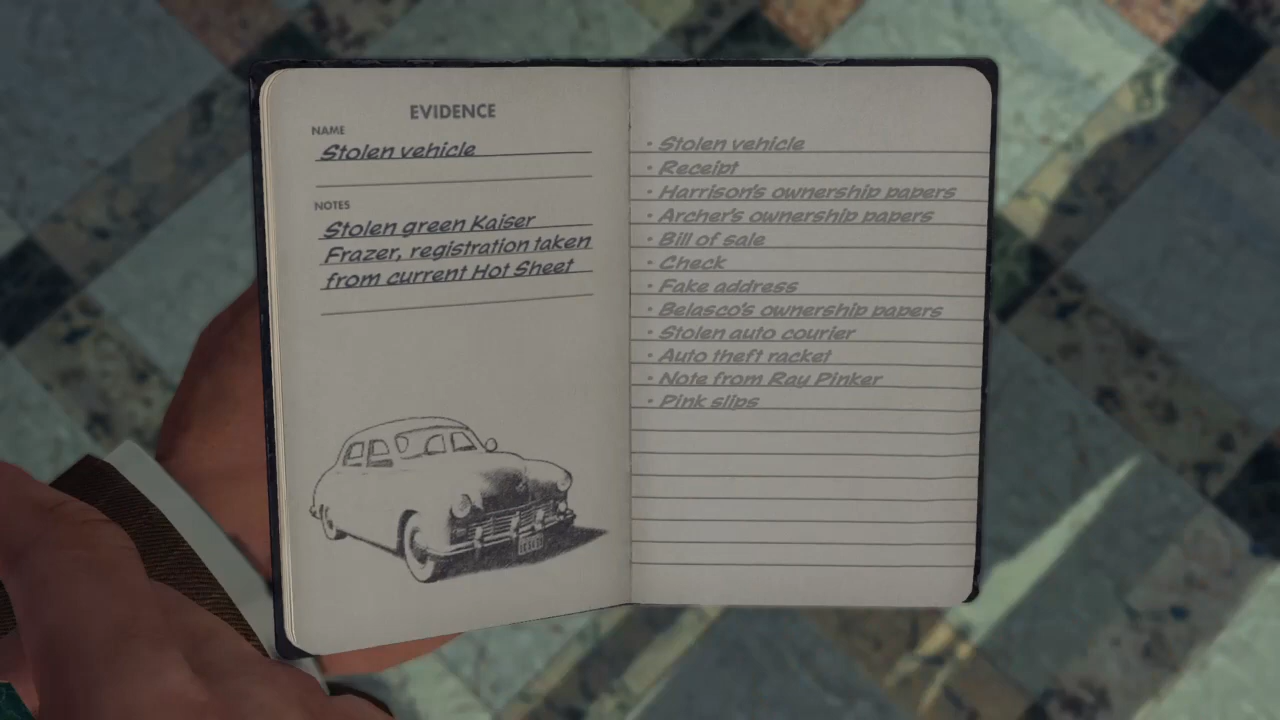 EVIDENCE
NAME
Stolen vehicle
NOTES
Stolen green Kaiser
Frazer, registration taken
from current Hot Sheet
• Stolen vehicle
• Receipt
• Harrison's ownership papers
• Archer's ownership papers
• Bill of sale
• Check
• Fake address
• Belasco's ownership papers
• Stolen auto courier
• Auto theft racket
• Note from Ray Pinker
• Pink slips